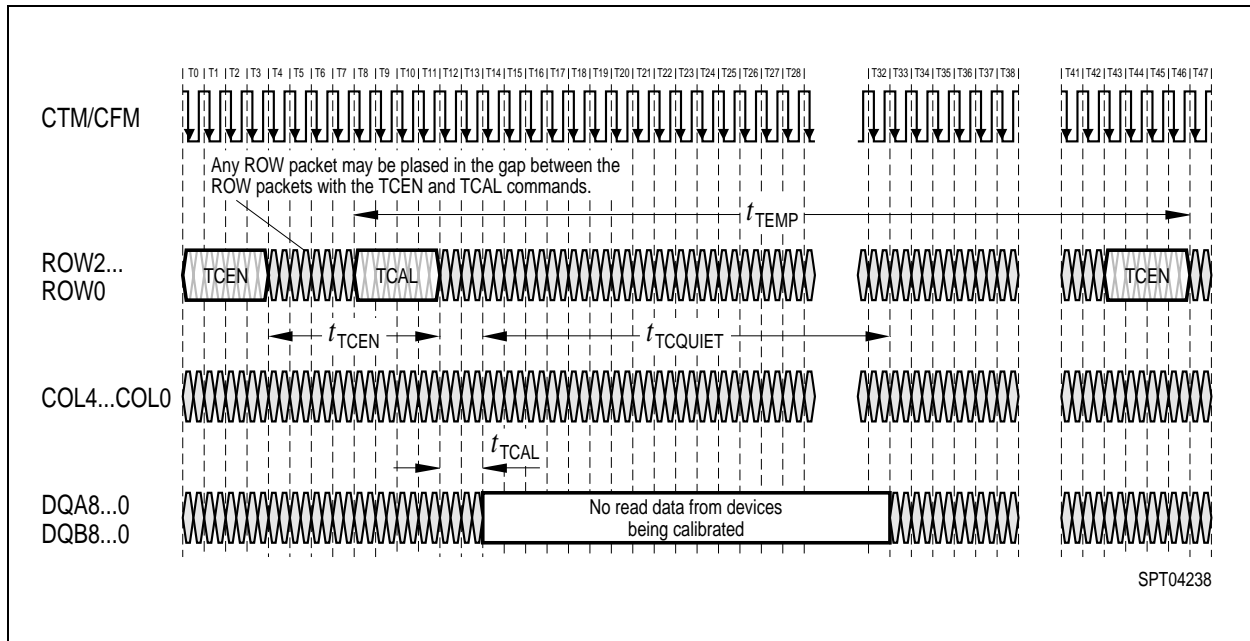 T0 T1 T2 T3 T4 T5 T6 T7 T8 T9 T10 T11 T12 T13 T14 T15 T16 T17 T18 T19 T20 T21 T22 T23 T24 T25 T26 T27 T28 T32 T33 T34 T35 T36 T37 T38 T41 T42 T43 T44 T45 T46 T47
CTM/CFM
Any ROW packet may be plased in the gap between the
ROW packets with the TCEN and TCAL commands.
tTEMP
ROW2...
ROW0
TCEN
TCAL
TCEN
tTCEN
tTCQUIET
COL4...COL0
tTCAL
DQA8...0
DQB8...0
No read data from devices
being calibrated
SPT04238